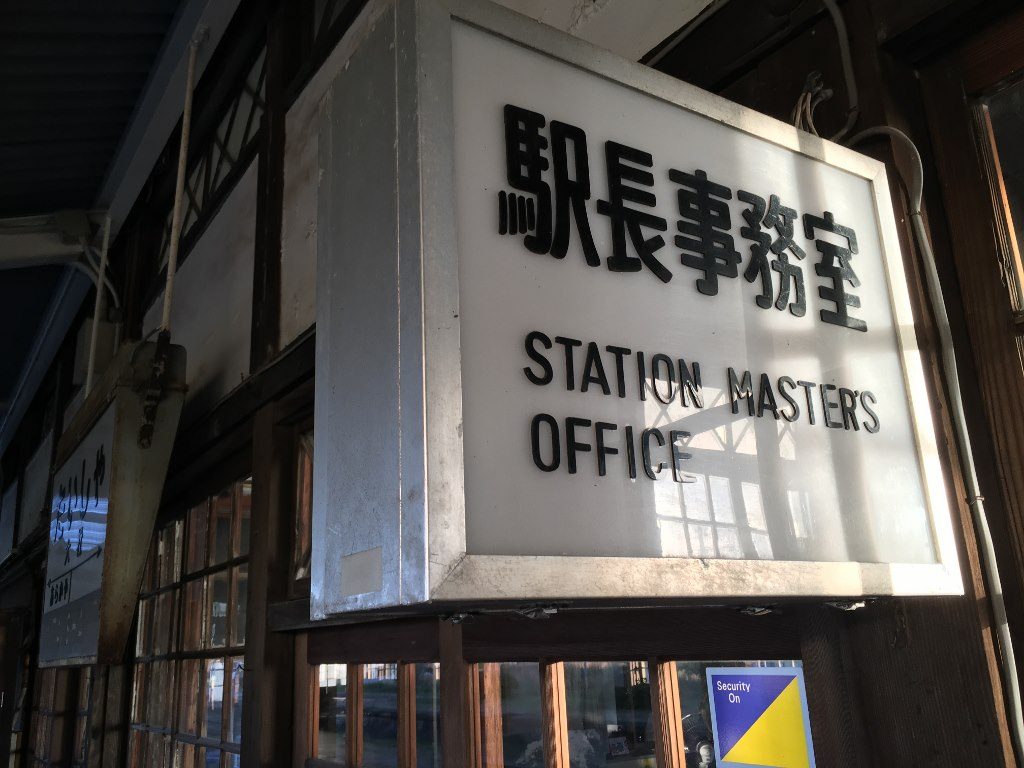 駅長事務室
STATION MASTER'S
OFFICE
Security
On